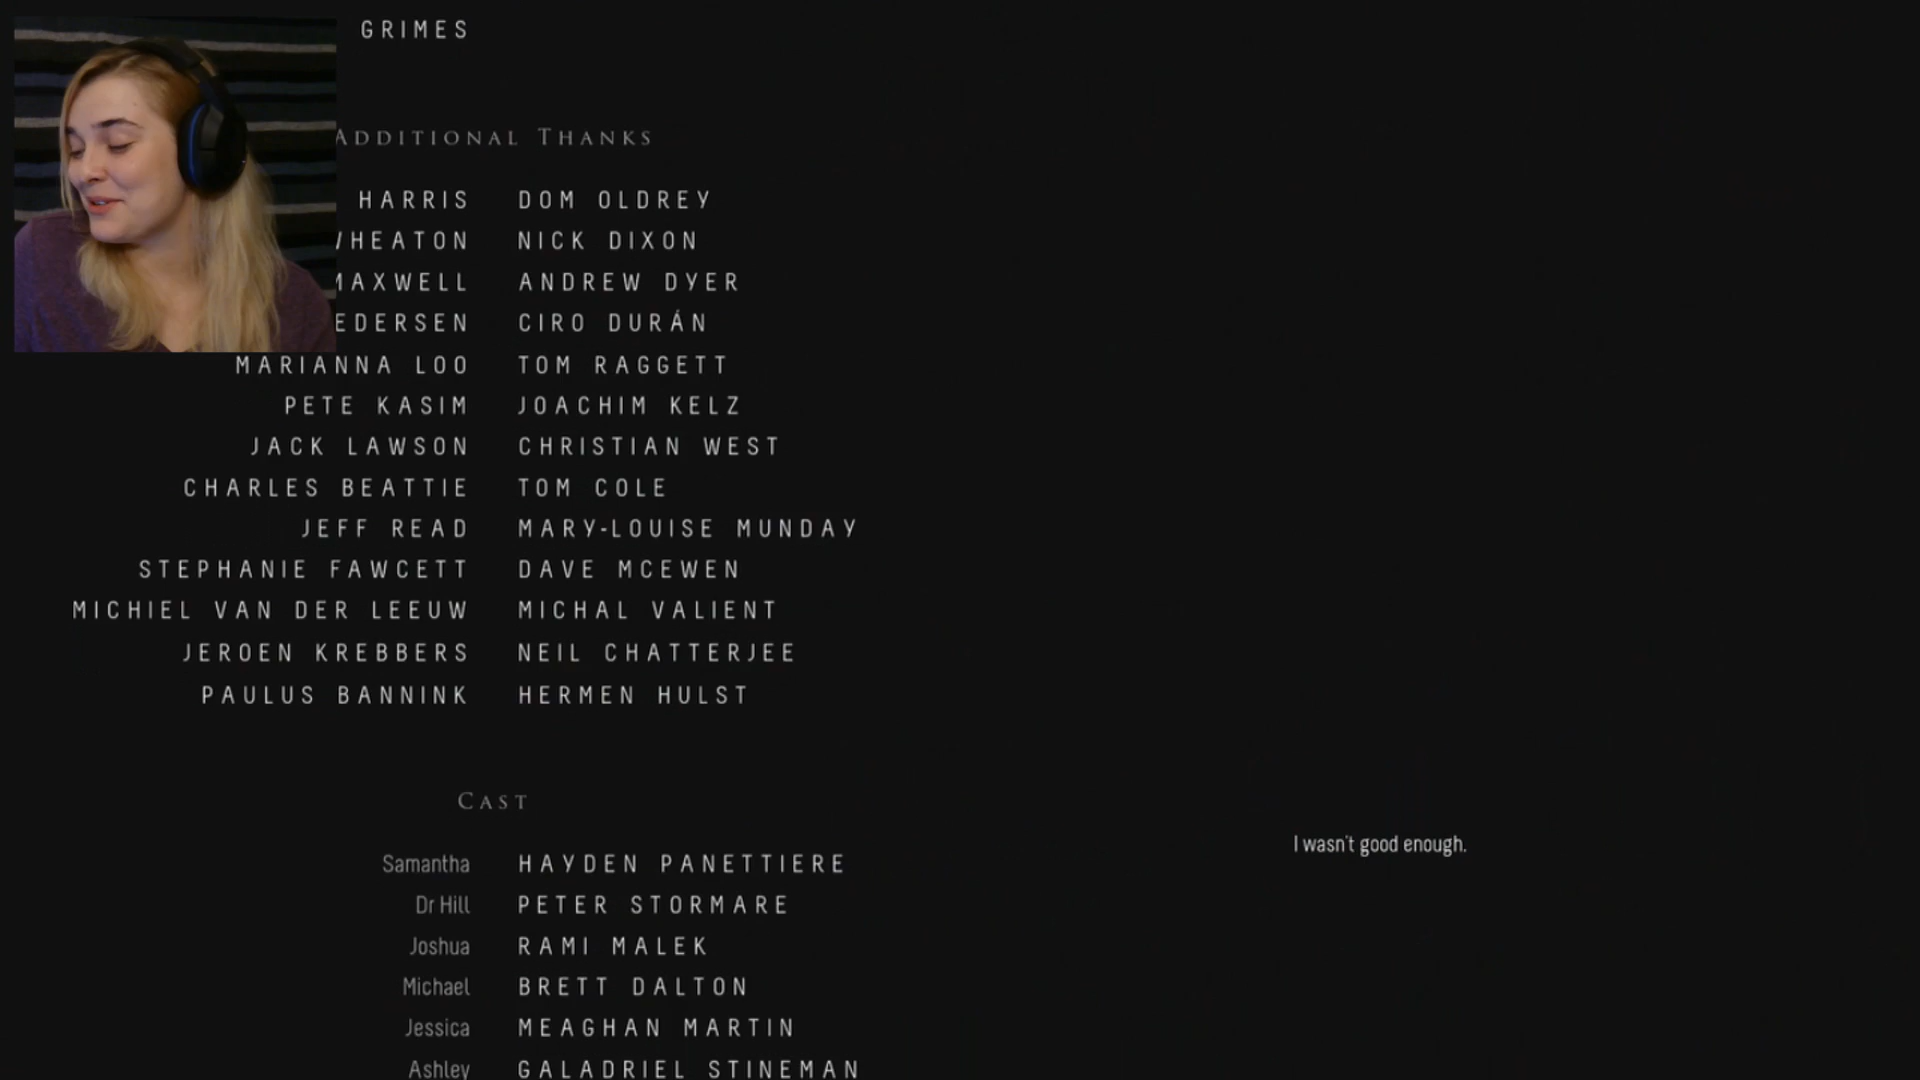 GRIMES
ADDITIONAL THANKS
HARRIS DOM OLDREY
WHEATON NICK DIXON
MAXWELL ANDREW DYER
EDERSEN CIRO DURÁN
MARIANNA LOO TOM RAGGETT
PETE KASIM JOACHIM KELZ
JACK LAWSON CHRISTIAN WEST
CHARLES BEATTIE TOM COLE
JEFF READ MARY-LOUISE MUNDAY
STEPHANIE FAWCETT DAVE MCEWEN
MICHIEL VAN DER LEEUW MICHAL VALIENT
JEROEN KREBBERS NEIL CHATTERJEE
PAULUS BANNINK HERMEN HULST
CAST
Samantha HAYDEN PANETTIERE
I wasn't good enough.
Dr Hill PETER STORMARE
Joshua RAMI MALEK
Michael BRETT DALTON
Jessica MEAGHAN MARTIN
Ashley GALADRIEL STINEMAN